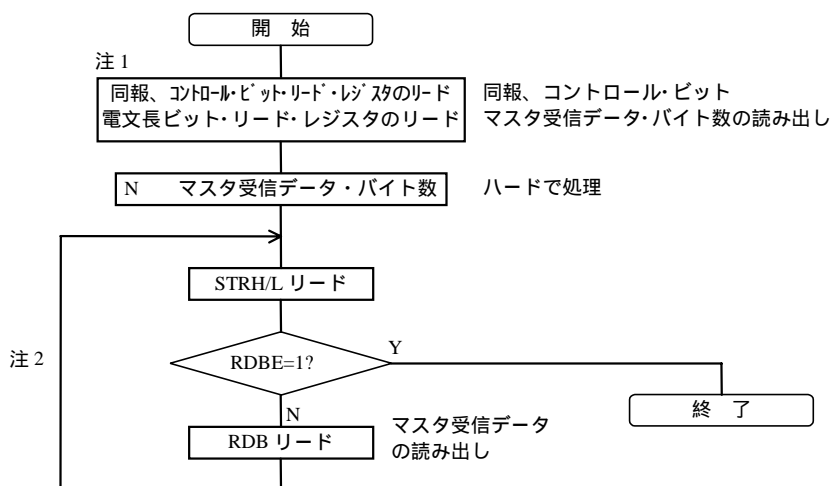 開 始
注 1
同報、コントロール・ビット・リード・レジスタのリード
電文長ビット・リード・レジスタのリード
同報、コントロール・ビット
マスタ受信データ・バイト数の読み出し
N マスタ受信データ・バイト数
ハードで処理
STRH/L リード
注 2
RDBE=1?
Y
終 了
N
RDB リード
マスタ受信データ
の読み出し